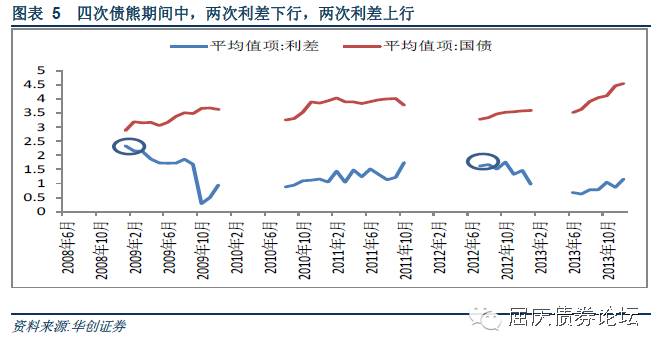 图表 5 四次债熊期间中，两次利差下行，两次利差上行
平均值项:利差 平均值项:国债
5
4.5
4
3.5
3
2.5
2
1.5
1
0.5
0
2008年6月
2008年10月
2009年2月
2009年6月
2009年10月
2010年2月
2010年6月
2010年10月
2011年2月
2011年6月
2011年10月
2012年2月
2012年6月
2012年10月
2013年2月
2013年6月
2013年10月
资料来源:华创证券
屈庆债券论坛